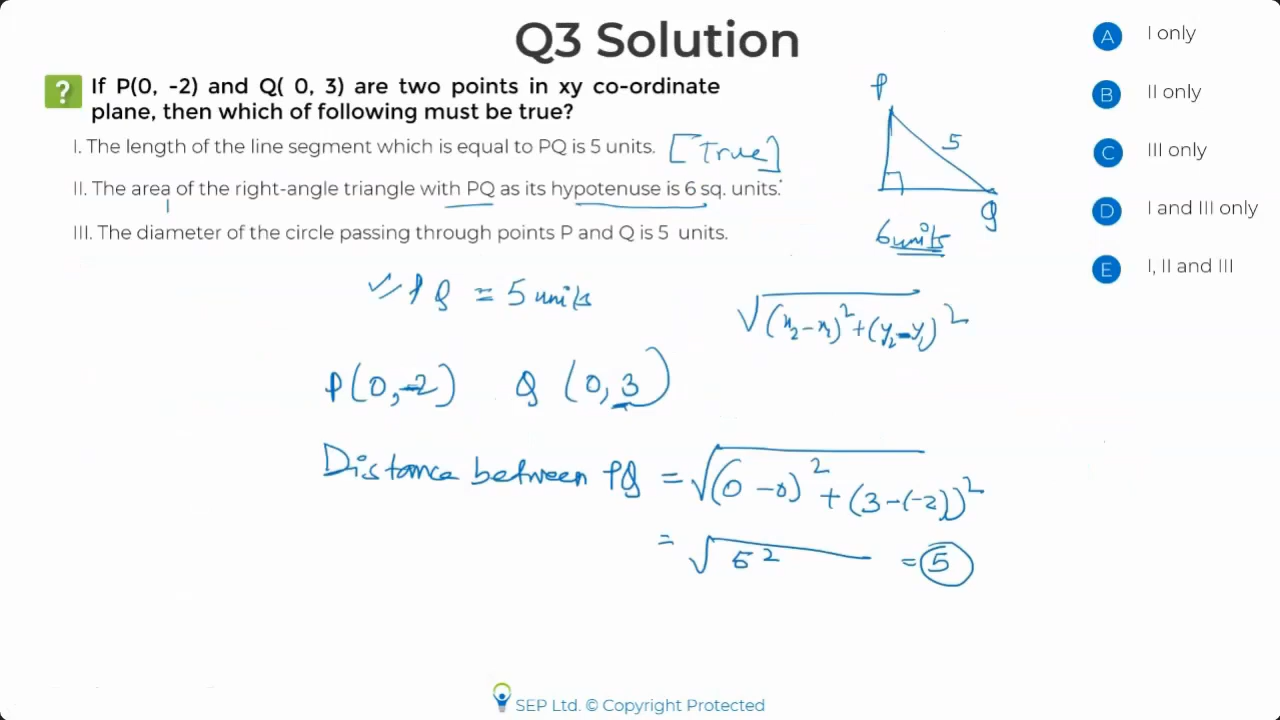 Q3 Solution
? If P(0, -2) and Q( 0, 3) are two points in xy co-ordinate
plane, then which of following must be true?
I. The length of the line segment which is equal to PQ is 5 units. [True]
II. The area of the right-angle triangle with PQ as its hypotenuse is 6 sq. units.
III. The diameter of the circle passing through points P and Q is 5 units.
A I only
B II only
C III only
D I and III only
E I, II and III
P
5
Q
6 units
PQ = 5 units
√(x₂-x₁)²+(y₂-y₁)²
P(0,-2) Q (0,3)
Distance between PQ = √(0-0)² + (3-(-2))²
= √5² = 5
SEP Ltd. © Copyright Protected